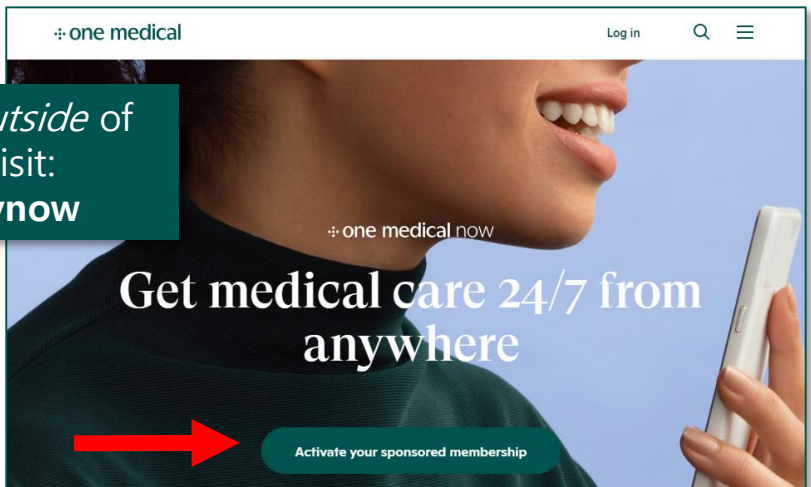 one medical
Log in
utside of
isit:
ynow
one medical now
Get medical care 24/7 from
anywhere
Activate your sponsored membership